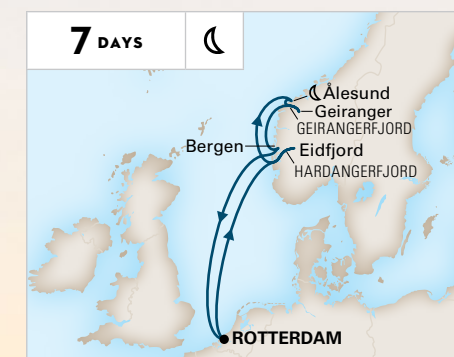 7 DAYS
Ålesund
Geiranger
GEIRANGERFJORD
Bergen
Eidfjord
HARDANGERFJORD
ROTTERDAM